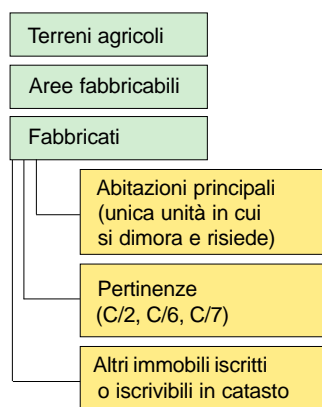 Terreni agricoli
Aree fabbricabili
Fabbricati
Abitazioni principali
(unica unità in cui
si dimora e risiede)
Pertinenze
(C/2, C/6, C/7)
Altri immobili iscritti
o iscrivibili in catasto